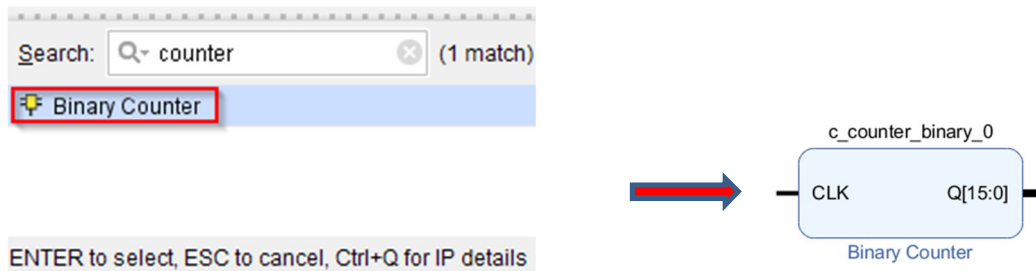 Search: counter (1 match)
Binary Counter
ENTER to select, ESC to cancel, Ctrl+Q for IP details
c_counter_binary_0
CLK Q[15:0]
Binary Counter